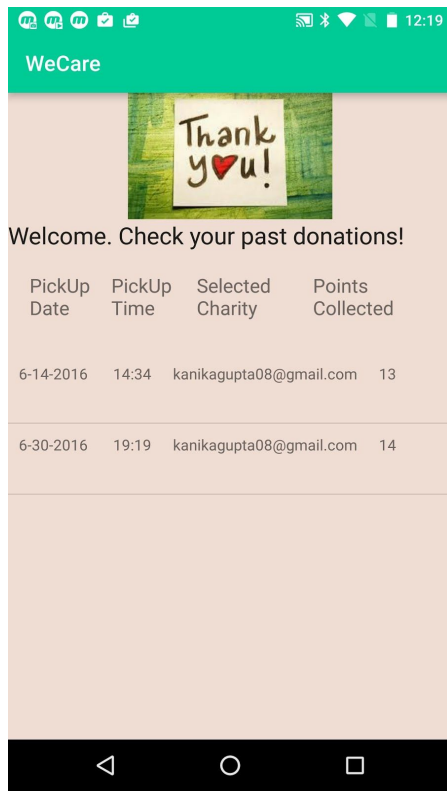 12:19
WeCare
Thank
you!
Welcome. Check your past donations!
PickUp Date PickUp Time Selected Charity Points Collected
6-14-2016 14:34 kanikagupta08@gmail.com 13
6-30-2016 19:19 kanikagupta08@gmail.com 14